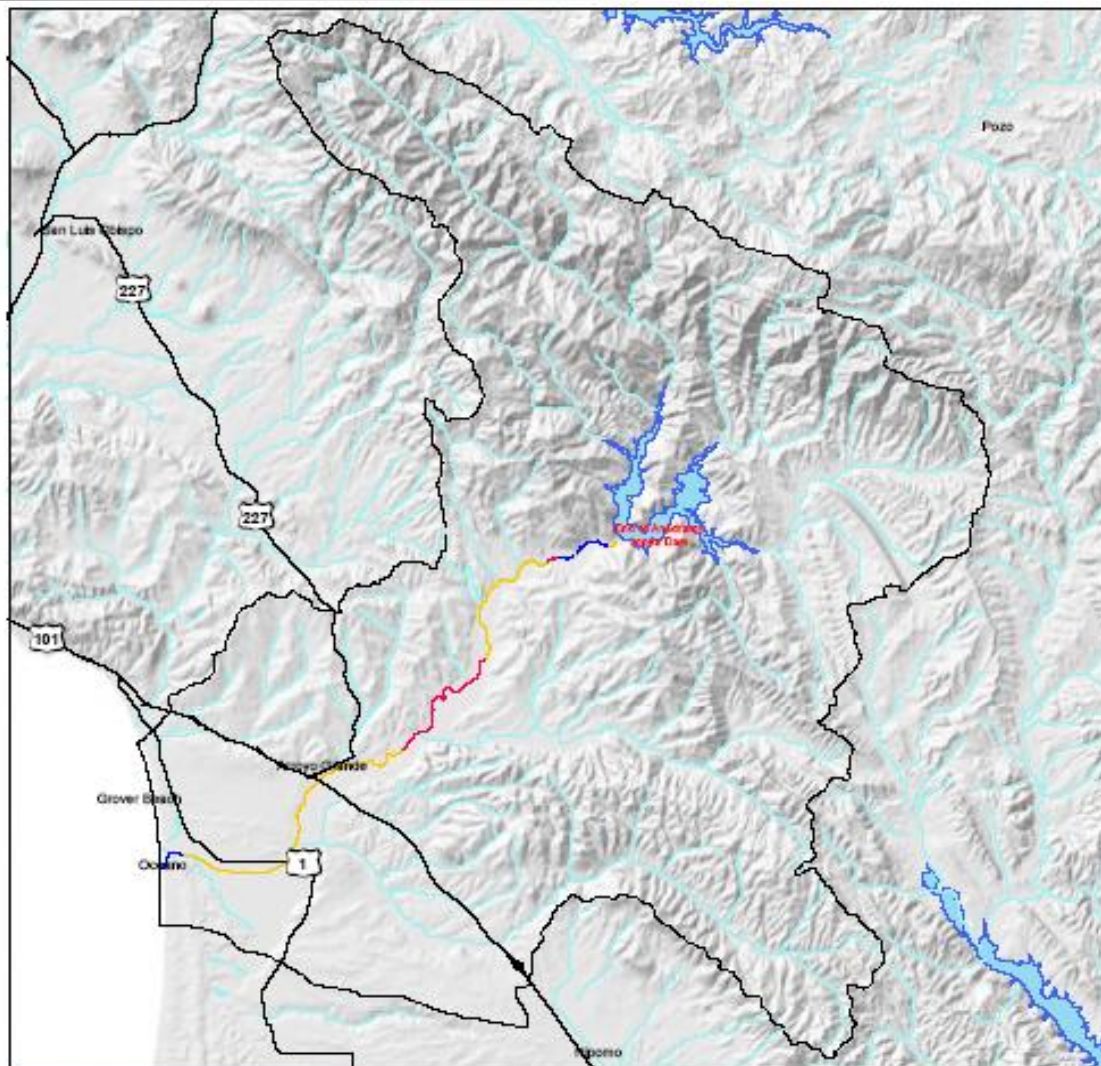 Pozo
San Luis Obispo
227
227
101
Arroyo Grande
Grover Beach
Oceano
1
Nipomo